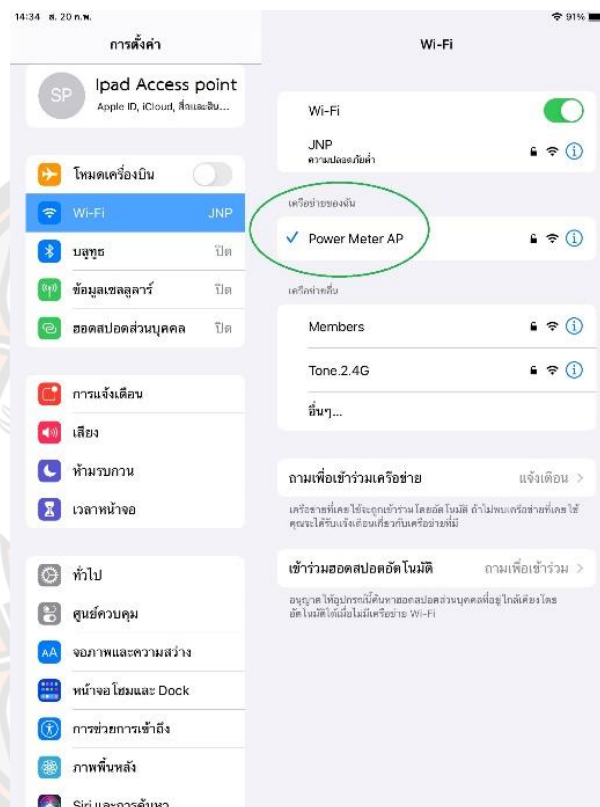 14:34 ส. 20 ก.พ.
91%
การตั้งค่า
SP
Ipad Access point
Apple ID, iCloud, สื่อและสิน...
โหมดเครื่องบิน
Wi-Fi JNP
บลูทูธ ปิด
ข้อมูลเซลลูลาร์ ปิด
ฮอตสปอตส่วนบุคคล ปิด
การแจ้งเตือน
เสียง
ห้ามรบกวน
เวลาหน้าจอ
ทั่วไป
ศูนย์ควบคุม
AA จอภาพและความสว่าง
หน้าจอโฮมและ Dock
การช่วยการเข้าถึง
ภาพพื้นหลัง
Siri และการค้นหา
Wi-Fi
Wi-Fi
JNP
ความปลอดภัยต่ำ
เครือข่ายของฉัน
Power Meter AP
เครือข่ายอื่น
Members
Tone.2.4G
อื่นๆ...
ถามเพื่อเข้าร่วมเครือข่าย แจ้งเตือน
เครือข่ายที่เคยใช้จะถูกเข้าร่วมโดยอัตโนมัติ ถ้าไม่พบเครือข่ายที่เคยใช้
คุณจะได้รับแจ้งเตือนเกี่ยวกับเครือข่ายที่มี
เข้าร่วมฮอตสปอตอัตโนมัติ ถามเพื่อเข้าร่วม
อนุญาตให้อุปกรณ์นี้ค้นหาฮอตสปอตส่วนบุคคลที่อยู่ใกล้เคียงโดย
อัตโนมัติได้เมื่อไม่มีเครือข่าย Wi-Fi